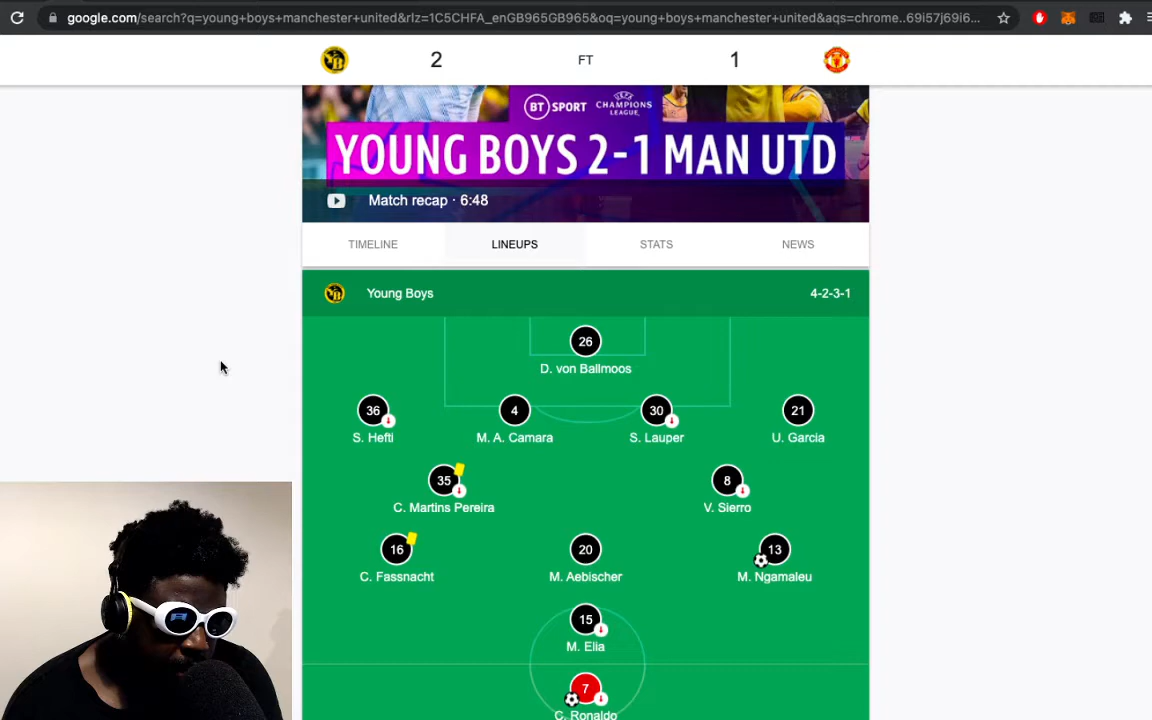 google.com/search?q=young+boys+manchester+united&rlz=1C5CHFA_enGB965GB965&oq=young+boys+manchester+united&aqs=chrome..69i57j69i6...
2 FT 1
BT SPORT UEFA CHAMPIONS LEAGUE
YOUNG BOYS 2-1 MAN UTD
Match recap · 6:48
TIMELINE LINEUPS STATS NEWS
Young Boys 4-2-3-1
26
D. von Ballmoos
36 4 30 21
S. Hefti M. A. Camara S. Lauper U. Garcia
35 8
C. Martins Pereira V. Sierro
16 20 13
C. Fassnacht M. Aebischer M. Ngamaleu
15
M. Elia
7
C. Ronaldo